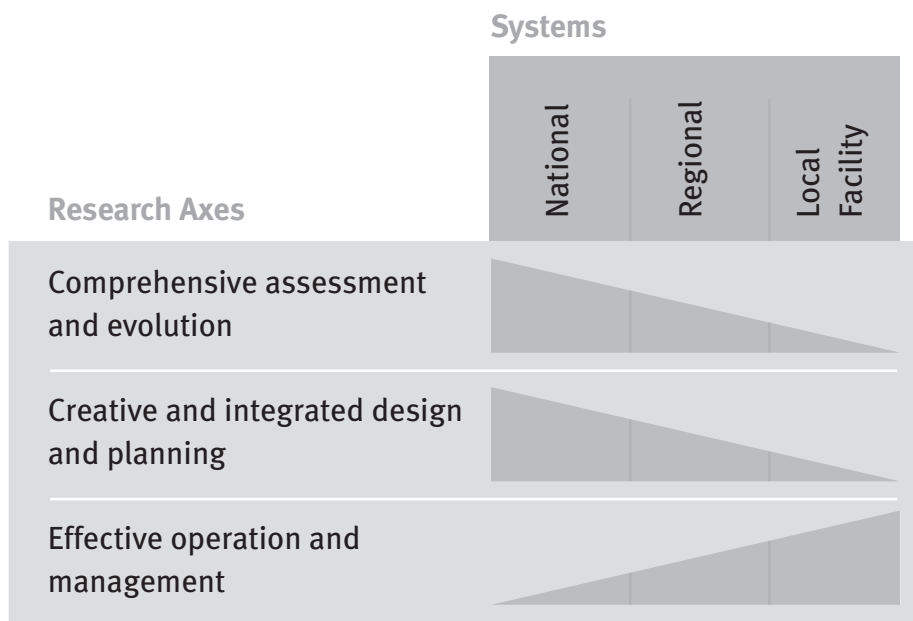 Systems
National
Regional
Local
Facility
Research Axes
Comprehensive assessment
and evolution
Creative and integrated design
and planning
Effective operation and
management